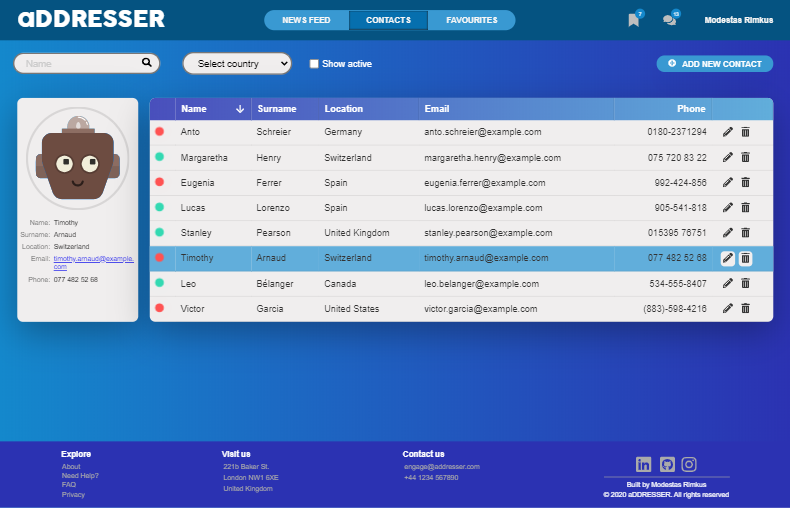 aDDRESSER
NEWS FEED CONTACTS FAVOURITES
7 13 Modestas Rimkus
Name Select country Show active ADD NEW CONTACT
Name Surname Location Email Phone
Anto Schreier Germany anto.schreier@example.com 0180-2371294
Margaretha Henry Switzerland margaretha.henry@example.com 075 720 83 22
Eugenia Ferrer Spain eugenia.ferrer@example.com 992-424-856
Lucas Lorenzo Spain lucas.lorenzo@example.com 905-541-818
Stanley Pearson United Kingdom stanley.pearson@example.com 015395 76751
Timothy Arnaud Switzerland timothy.arnaud@example.com 077 482 52 68
Leo Bélanger Canada leo.belanger@example.com 534-555-8407
Victor Garcia United States victor.garcia@example.com (883)-598-4216
Name: Timothy
Surname: Arnaud
Location: Switzerland
Email: timothy.arnaud@example.
com
Phone: 077 482 52 68
Explore
About
Need Help?
FAQ
Privacy
Visit us
221b Baker St.
London NW1 6XE
United Kingdom
Contact us
engage@addresser.com
+44 1234 567890
Built by Modestas Rimkus
© 2020 aDDRESSER. All rights reserved